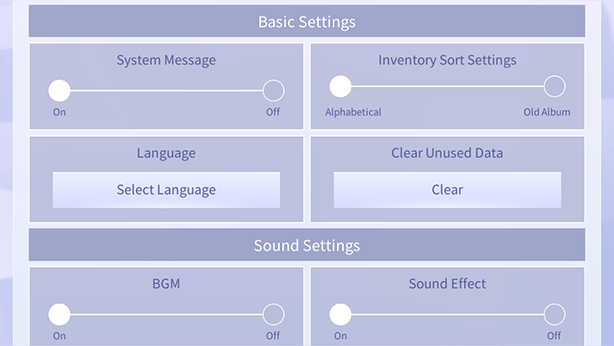 Basic Settings
System Message
On
Off
Inventory Sort Settings
Alphabetical
Old Album
Language
Select Language
Clear Unused Data
Clear
Sound Settings
BGM
On
Off
Sound Effect
On
Off